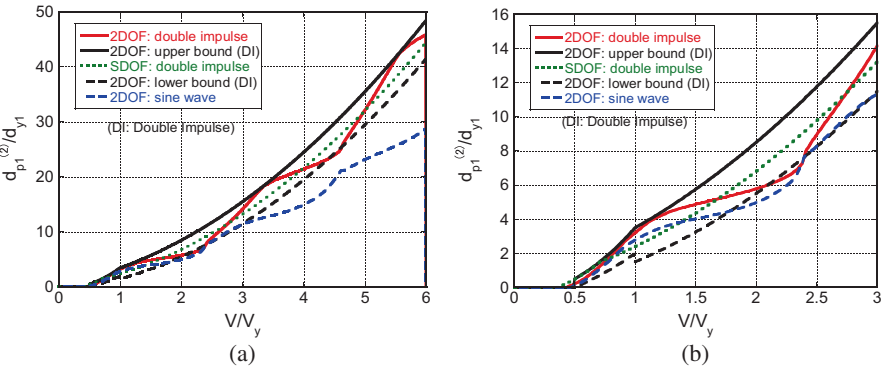 50
40
30
20
10
0
d_p1^(2)/d_y1
2DOF: double impulse
2DOF: upper bound (DI)
SDOF: double impulse
2DOF: lower bound (DI)
2DOF: sine wave
(DI: Double Impulse)
0 1 2 3 4 5 6
V/V_y
(a)
16
14
12
10
8
6
4
2
0
d_p1^(2)/d_y1
2DOF: double impulse
2DOF: upper bound (DI)
SDOF: double impulse
2DOF: lower bound (DI)
2DOF: sine wave
(DI: Double Impulse)
0 0.5 1 1.5 2 2.5 3
V/V_y
(b)